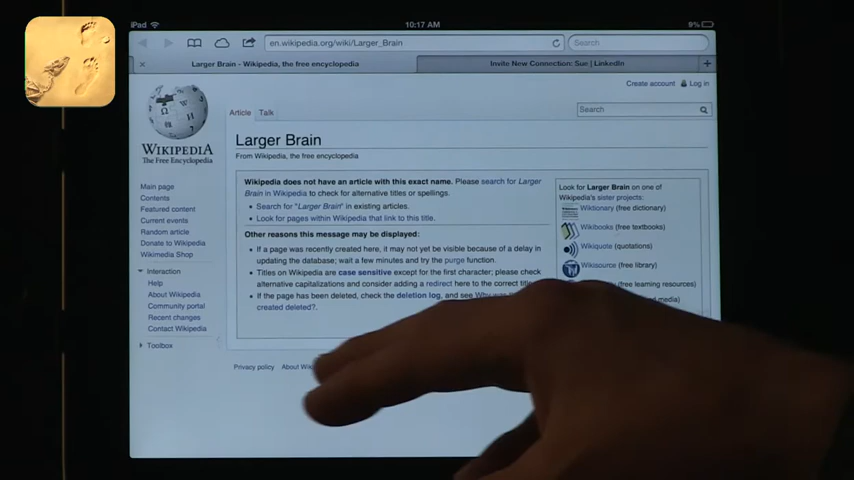 iPad 10:17 AM 9%
en.wikipedia.org/wiki/Larger_Brain Search
Larger Brain - Wikipedia, the free encyclopedia Invite New Connection: Sue | LinkedIn
Create account Log in
Article Talk Search
WIKIPEDIA
The Free Encyclopedia
Main page
Contents
Featured content
Current events
Random article
Donate to Wikipedia
Wikimedia Shop
Interaction
Help
About Wikipedia
Community portal
Recent changes
Contact Wikipedia
Toolbox
Larger Brain
From Wikipedia, the free encyclopedia
Wikipedia does not have an article with this exact name. Please search for Larger
Brain in Wikipedia to check for alternative titles or spellings.
Search for "Larger Brain" in existing articles.
Look for pages within Wikipedia that link to this title.
Other reasons this message may be displayed:
If a page was recently created here, it may not yet be visible because of a delay in
updating the database; wait a few minutes and try the purge function.
Titles on Wikipedia are case sensitive except for the first character; please check
alternative capitalizations and consider adding a redirect here to the correct title.
If the page has been deleted, check the deletion log, and see Why was
created deleted?.
Look for Larger Brain on one of
Wikipedia's sister projects:
Wiktionary (free dictionary)
Wikibooks (free textbooks)
Wikiquote (quotations)
Wikisource (free library)
(free learning resources)
media)
Privacy policy About